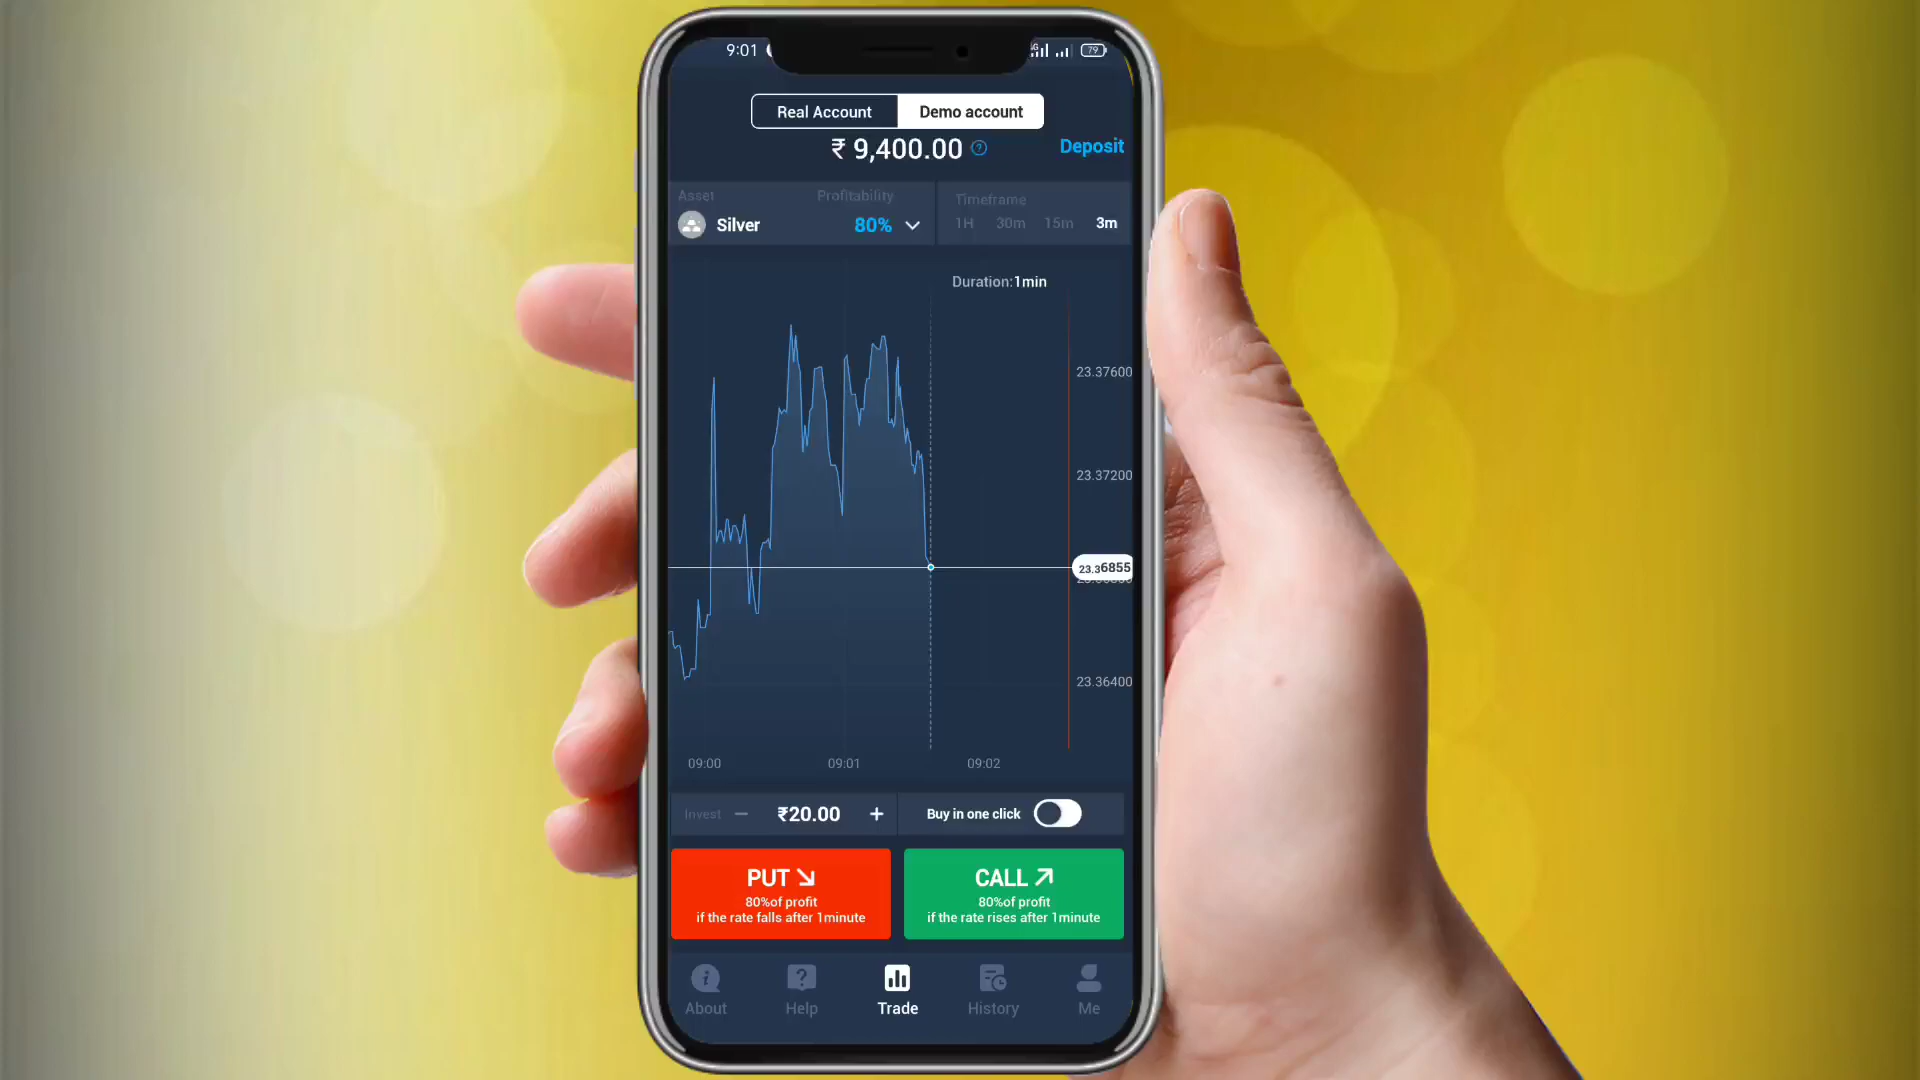 9:01
79
Real Account
Demo account
₹ 9,400.00
?
Deposit
Asset
Profitability
Timeframe
Silver
80%
1H
30m
15m
3m
Duration:1min
23.37600
23.37200
23.36855
23.36400
09:00
09:01
09:02
Invest
−
₹20.00
+
Buy in one click
PUT
80%of profit
if the rate falls after 1minute
CALL
80%of profit
if the rate rises after 1minute
About
Help
Trade
History
Me